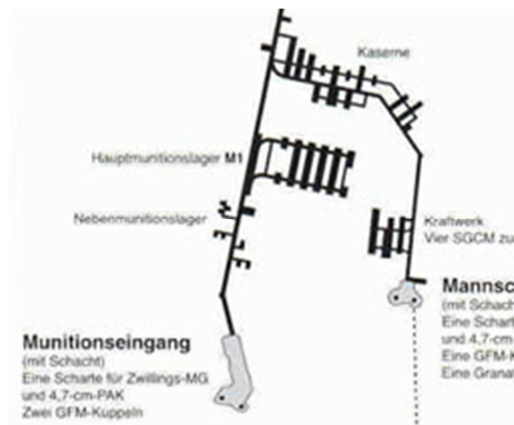 Kaserne
Hauptmunitionslager M1
Nebenmunitionslager
Kraftwerk
Vier SGCM zu
Munitionseingang
(mit Schacht)
Eine Scharte für Zwillings-MG
und 4,7-cm-PAK
Zwei GFM-Kuppeln
Mannsc
(mit Schach
Eine Schart
und 4,7-cm
Eine GFM-K
Eine Granat